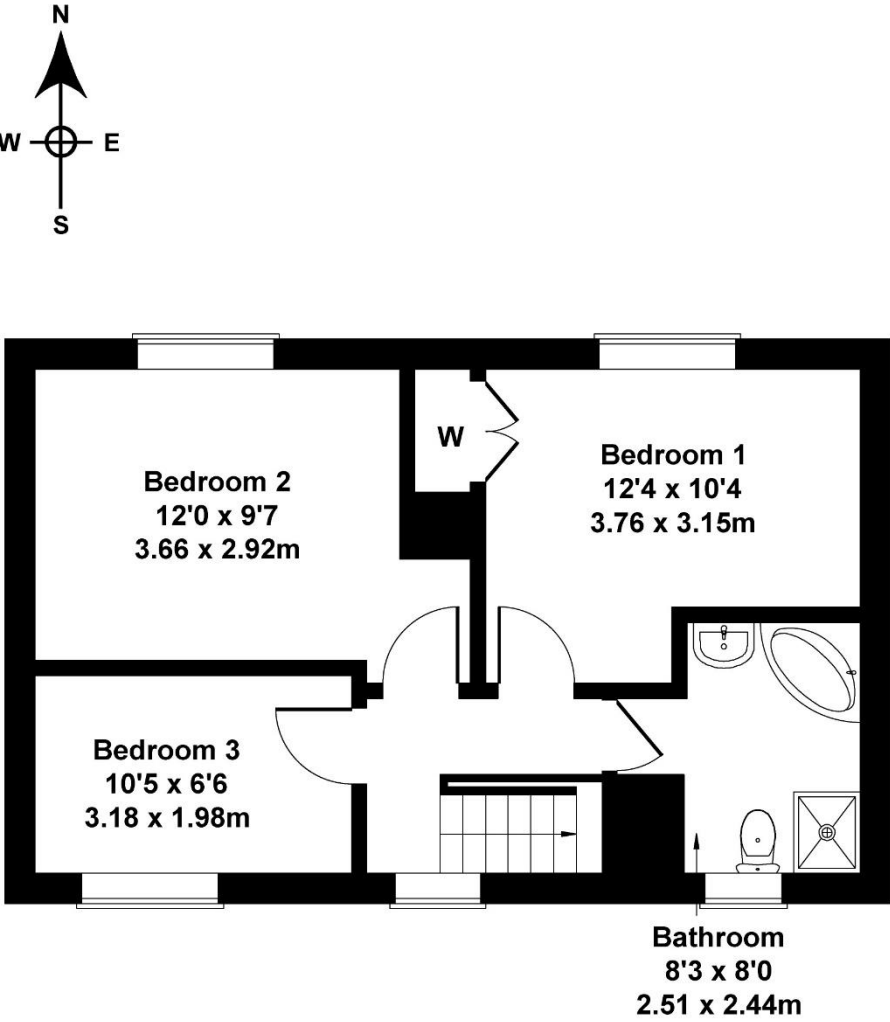 N
W E
S
W
Bedroom 1
12'4 x 10'4
3.76 x 3.15m
Bedroom 2
12'0 x 9'7
3.66 x 2.92m
Bedroom 3
10'5 x 6'6
3.18 x 1.98m
Bathroom
8'3 x 8'0
2.51 x 2.44m